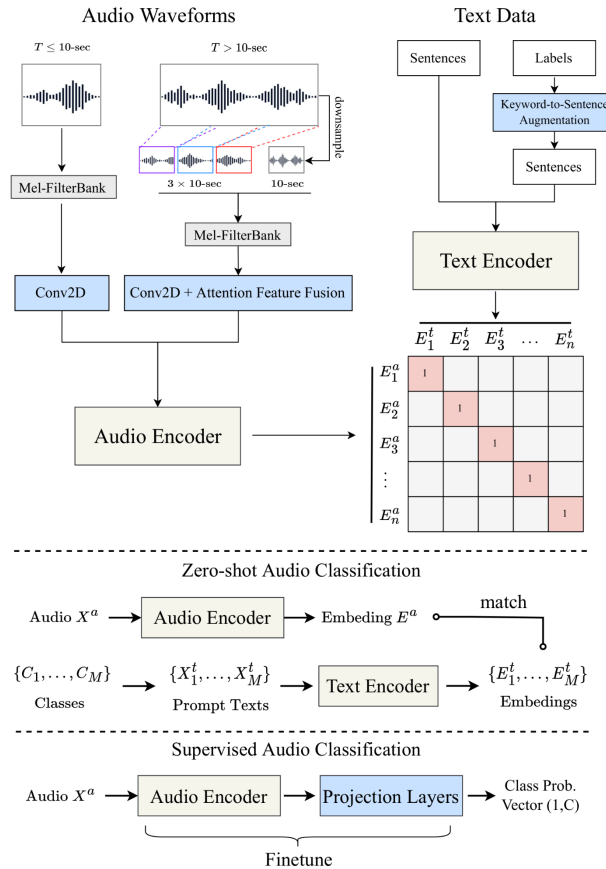 Audio Waveforms
Text Data
T ≤ 10-sec
T > 10-sec
downsample
3 × 10-sec
10-sec
Mel-FilterBank
Mel-FilterBank
Conv2D
Conv2D + Attention Feature Fusion
Audio Encoder
Sentences
Labels
Keyword-to-Sentence
Augmentation
Sentences
Text Encoder
E₁ᵗ E₂ᵗ E₃ᵗ … Eₙᵗ
E₁ᵃ 1
E₂ᵃ 1
E₃ᵃ 1
⋮ 1
Eₙᵃ 1
Zero-shot Audio Classification
Audio Xᵃ Audio Encoder Embeding Eᵃ match
{C₁, . . . , C_M} {X₁ᵗ, . . . , X_Mᵗ} Text Encoder {E₁ᵗ, . . . , E_Mᵗ}
Classes Prompt Texts Embedings
Supervised Audio Classification
Audio Xᵃ Audio Encoder Projection Layers Class Prob.
Vector (1,C)
Finetune